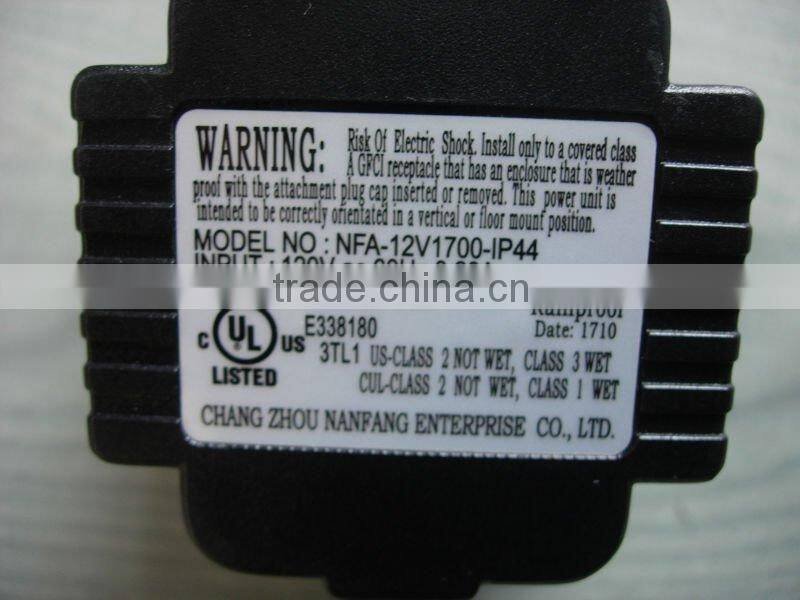 WARNING: Risk Of Electric Shock. Install only to a covered class
A GFCI receptacle that has an enclosure that is weather
proof with the attachment plug cap inserted or removed. This power unit is
intended to be correctly orientated in a vertical or floor mount position.
MODEL NO : NFA-12V1700-IP44
INPUT : 120V
trade.china.cn
Rainproof
Date: 1710
C UL US LISTED
E338180
3TL1 US-CLASS 2 NOT WET, CLASS 3 WET
CUL-CLASS 2 NOT WET, CLASS 1 WET
CHANG ZHOU NANFANG ENTERPRISE CO., LTD.